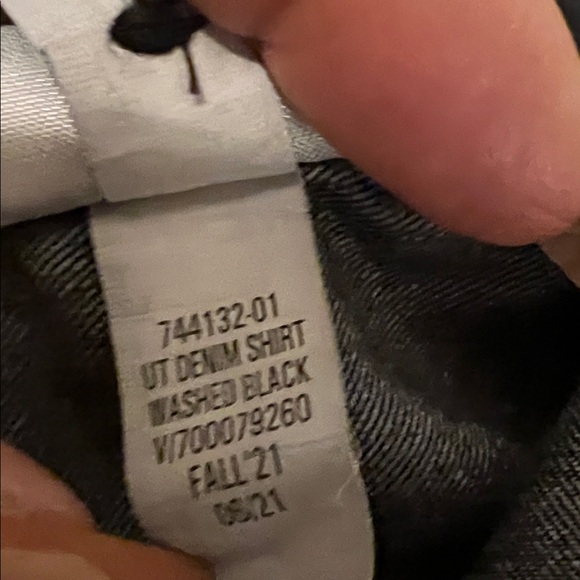 744132-01
UT DENIM SHIRT
WASHED BLACK
V/700079260
FALL'21
06/21